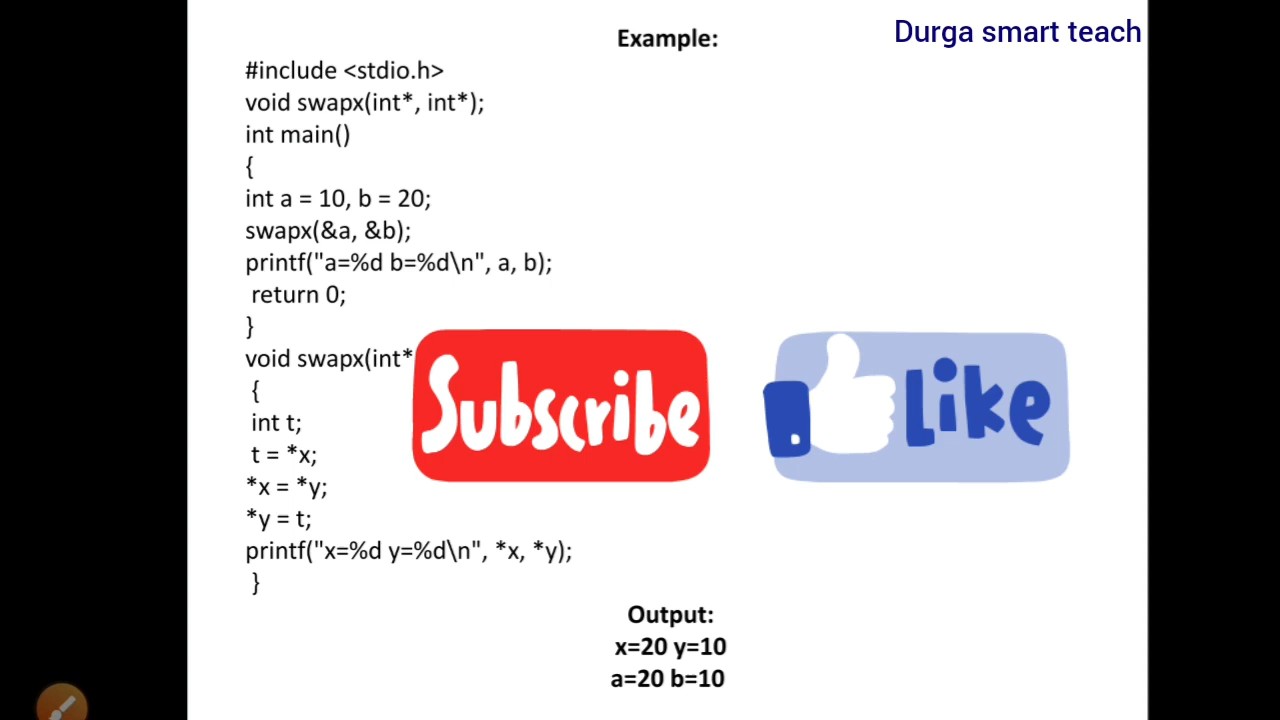 Durga smart teach
Example:
#include <stdio.h>
void swapx(int*, int*);
int main()
{
int a = 10, b = 20;
swapx(&a, &b);
printf("a=%d b=%d\n", a, b);
return 0;
}
void swapx(int*
{
int t;
t = *x;
*x = *y;
*y = t;
printf("x=%d y=%d\n", *x, *y);
}
Subscribe
Like
Output:
x=20 y=10
a=20 b=10